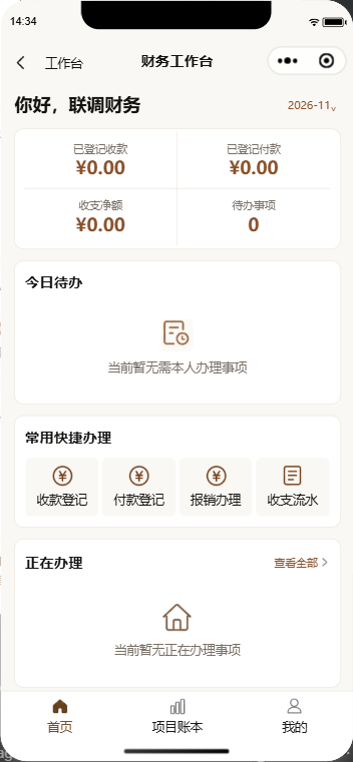 14:34
工作台
财务工作台
你好，联调财务
2026-11
已登记收款
已登记付款
¥0.00
¥0.00
收支净额
待办事项
¥0.00
0
今日待办
当前暂无需本人办理事项
常用快捷办理
收款登记
付款登记
报销办理
收支流水
正在办理
查看全部
当前暂无正在办理事项
首页
项目账本
我的